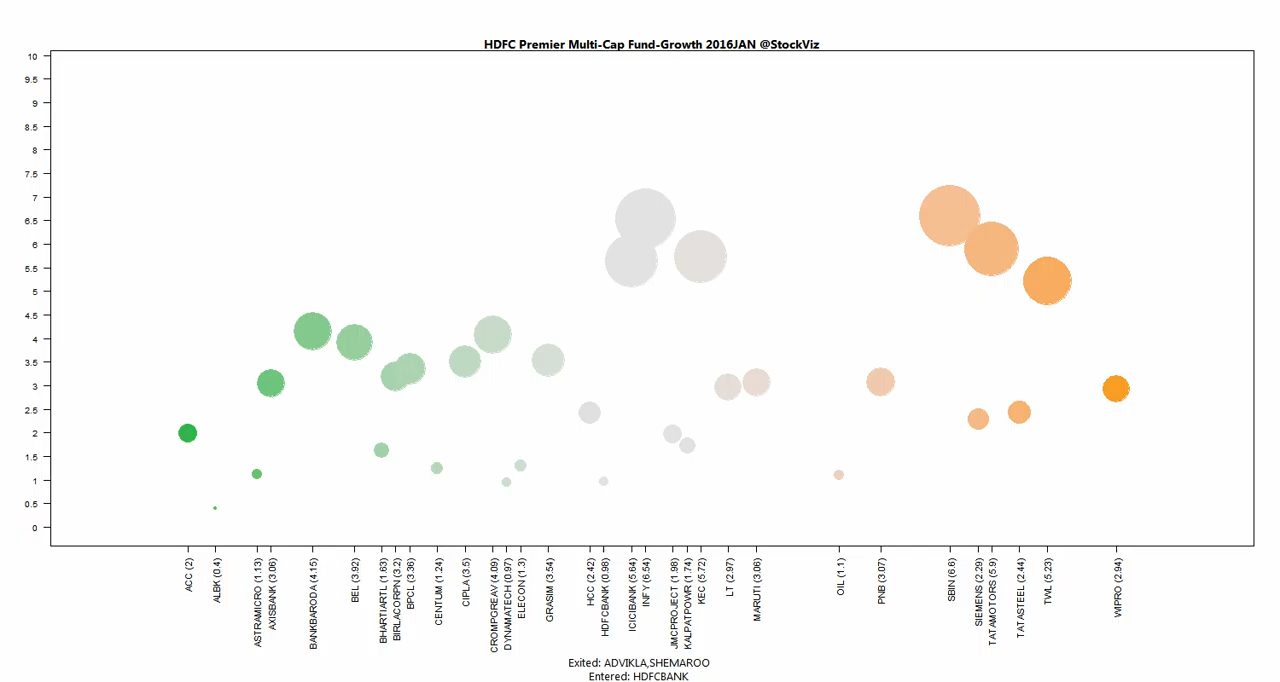 HDFC Premier Multi-Cap Fund-Growth 2016JAN @StockViz
10
9.5
9
8.5
8
7.5
7
6.5
6
5.5
5
4.5
4
3.5
3
2.5
2
1.5
1
0.5
0
ACC (2)
ALBK (0.4)
ASTRAMICRO (1.13)
AXISBANK (3.06)
BANKBARODA (4.15)
BEL (3.92)
BHARTIARTL (1.63)
BIRLACORPN (3.2)
BPCL (3.36)
CENTUM (1.24)
CIPLA (3.5)
CROMPGREAV (4.09)
DYNAMATECH (0.97)
ELECON (1.3)
GRASIM (3.54)
HCC (2.42)
HDFCBANK (0.98)
ICICIBANK (5.64)
INFY (6.54)
JMCPROJECT (1.98)
KALPATPOWR (1.74)
KEC (5.72)
LT (2.97)
MARUTI (3.06)
OIL (1.1)
PNB (3.07)
SBIN (6.6)
SIEMENS (2.29)
TATAMOTORS (5.9)
TATASTEEL (2.44)
TWL (5.23)
WIPRO (2.94)
Exited: ADVIKLA,SHEMAROO
Entered: HDFCBANK